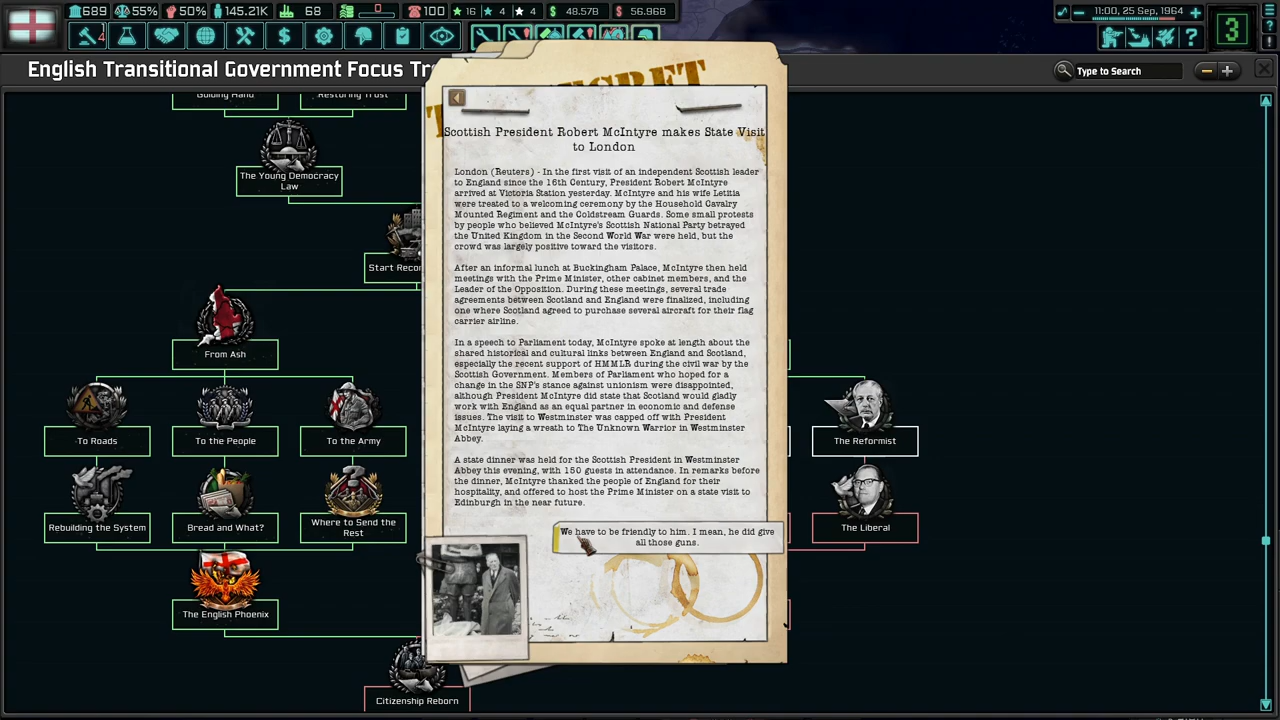 689 55% 50% 145.21K 68 100 16 4 4 $ 48.57B $ 56.96B 11:00, 25 Sep, 1964
4
3
English Transitional Government Focus Tr
Type to Search
SECRET
Guiding Hand Restoring Trust
Scottish President Robert McIntyre makes State Visit
to London
London (Reuters) - In the first visit of an independent Scottish leader
to England since the 16th Century, President Robert McIntyre
arrived at Victoria Station yesterday. McIntyre and his wife Letitia
were treated to a welcoming ceremony by the Household Cavalry
Mounted Regiment and the Coldstream Guards. Some small protests
by people who believed McIntyre's Scottish National Party betrayed
the United Kingdom in the Second World War were held, but the
crowd was largely positive toward the visitors.
After an informal lunch at Buckingham Palace, McIntyre then held
meetings with the Prime Minister, other cabinet members, and the
Leader of the Opposition. During these meetings, several trade
agreements between Scotland and England were finalized, including
one where Scotland agreed to purchase several aircraft for their flag
carrier airline.
In a speech to Parliament today, McIntyre spoke at length about the
shared historical and cultural links between England and Scotland,
especially the recent support of HMMLR during the civil war by the
Scottish Government. Members of Parliament who hoped for a
change in the SNP's stance against unionism were disappointed,
although President McIntyre did state that Scotland would gladly
work with England as an equal partner in economic and defense
issues. The visit to Westminster was capped off with President
McIntyre laying a wreath to The Unknown Warrior in Westminster
Abbey.
A state dinner was held for the Scottish President in Westminster
Abbey this evening, with 150 guests in attendance. In remarks before
the dinner, McIntyre thanked the people of England for their
hospitality, and offered to host the Prime Minister on a state visit to
Edinburgh in the near future.
We have to be friendly to him. I mean, he did give
all those guns.
The Young Democracy
Law
Start Recon
From Ash
To Roads To the People To the Army The Reformist
Rebuilding the System Bread and What? Where to Send the
Rest
The Liberal
The English Phoenix
Citizenship Reborn